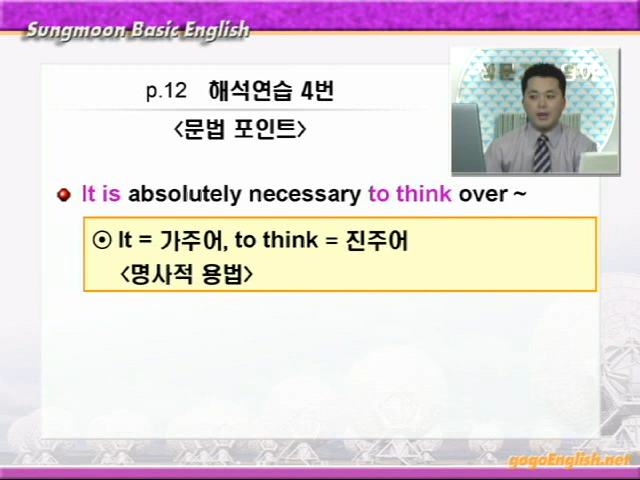 Sungmoon Basic English
p.12 해석연습 4번
<문법 포인트>
It is absolutely necessary to think over ~
⊙ It = 가주어, to think = 진주어
<명사적 용법>
gogoEnglish.net